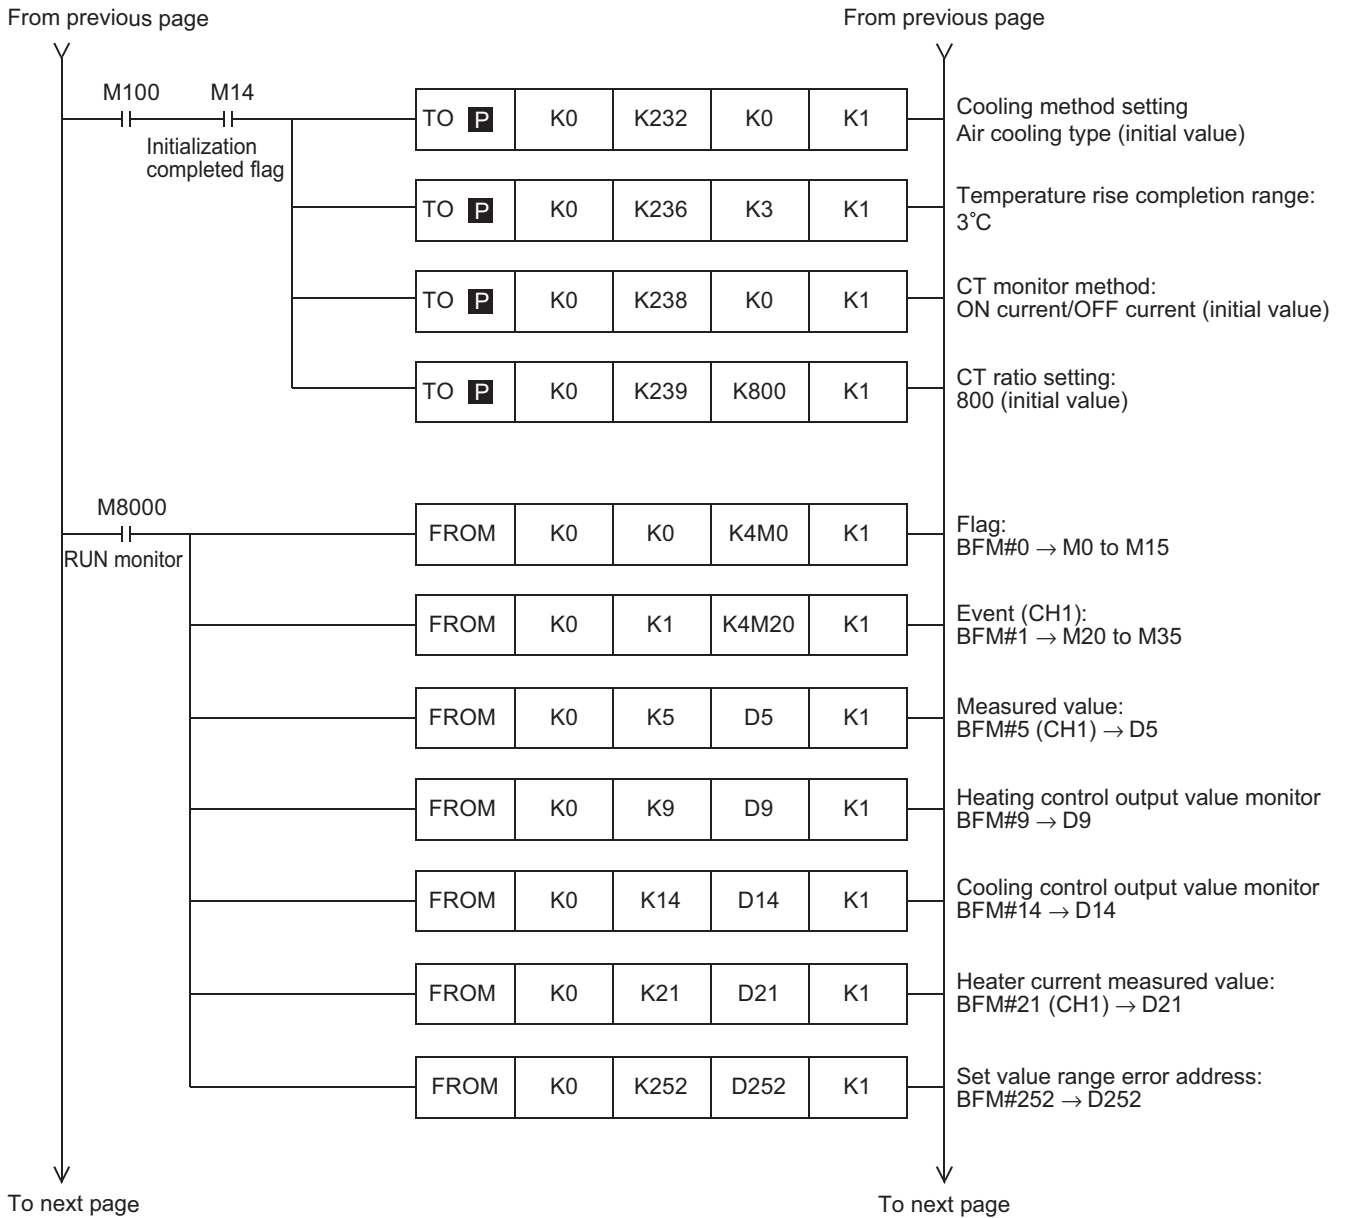 From previous page
From previous page
M100
M14
Initialization
completed flag
TO P K0 K232 K0 K1
Cooling method setting
Air cooling type (initial value)
TO P K0 K236 K3 K1
Temperature rise completion range:
3°C
TO P K0 K238 K0 K1
CT monitor method:
ON current/OFF current (initial value)
TO P K0 K239 K800 K1
CT ratio setting:
800 (initial value)
M8000
RUN monitor
FROM K0 K0 K4M0 K1
Flag:
BFM#0 → M0 to M15
FROM K0 K1 K4M20 K1
Event (CH1):
BFM#1 → M20 to M35
FROM K0 K5 D5 K1
Measured value:
BFM#5 (CH1) → D5
FROM K0 K9 D9 K1
Heating control output value monitor
BFM#9 → D9
FROM K0 K14 D14 K1
Cooling control output value monitor
BFM#14 → D14
FROM K0 K21 D21 K1
Heater current measured value:
BFM#21 (CH1) → D21
FROM K0 K252 D252 K1
Set value range error address:
BFM#252 → D252
To next page
To next page